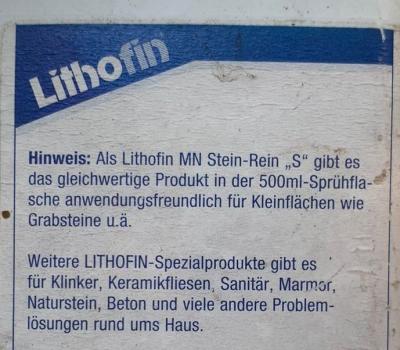 Lithofin
Hinweis: Als Lithofin MN Stein-Rein „S“ gibt es
das gleichwertige Produkt in der 500ml-Sprühfla-
sche anwendungsfreundlich für Kleinflächen wie
Grabsteine u.ä.
Weitere LITHOFIN-Spezialprodukte gibt es
für Klinker, Keramikfliesen, Sanitär, Marmor,
Naturstein, Beton und viele andere Problem-
lösungen rund ums Haus.